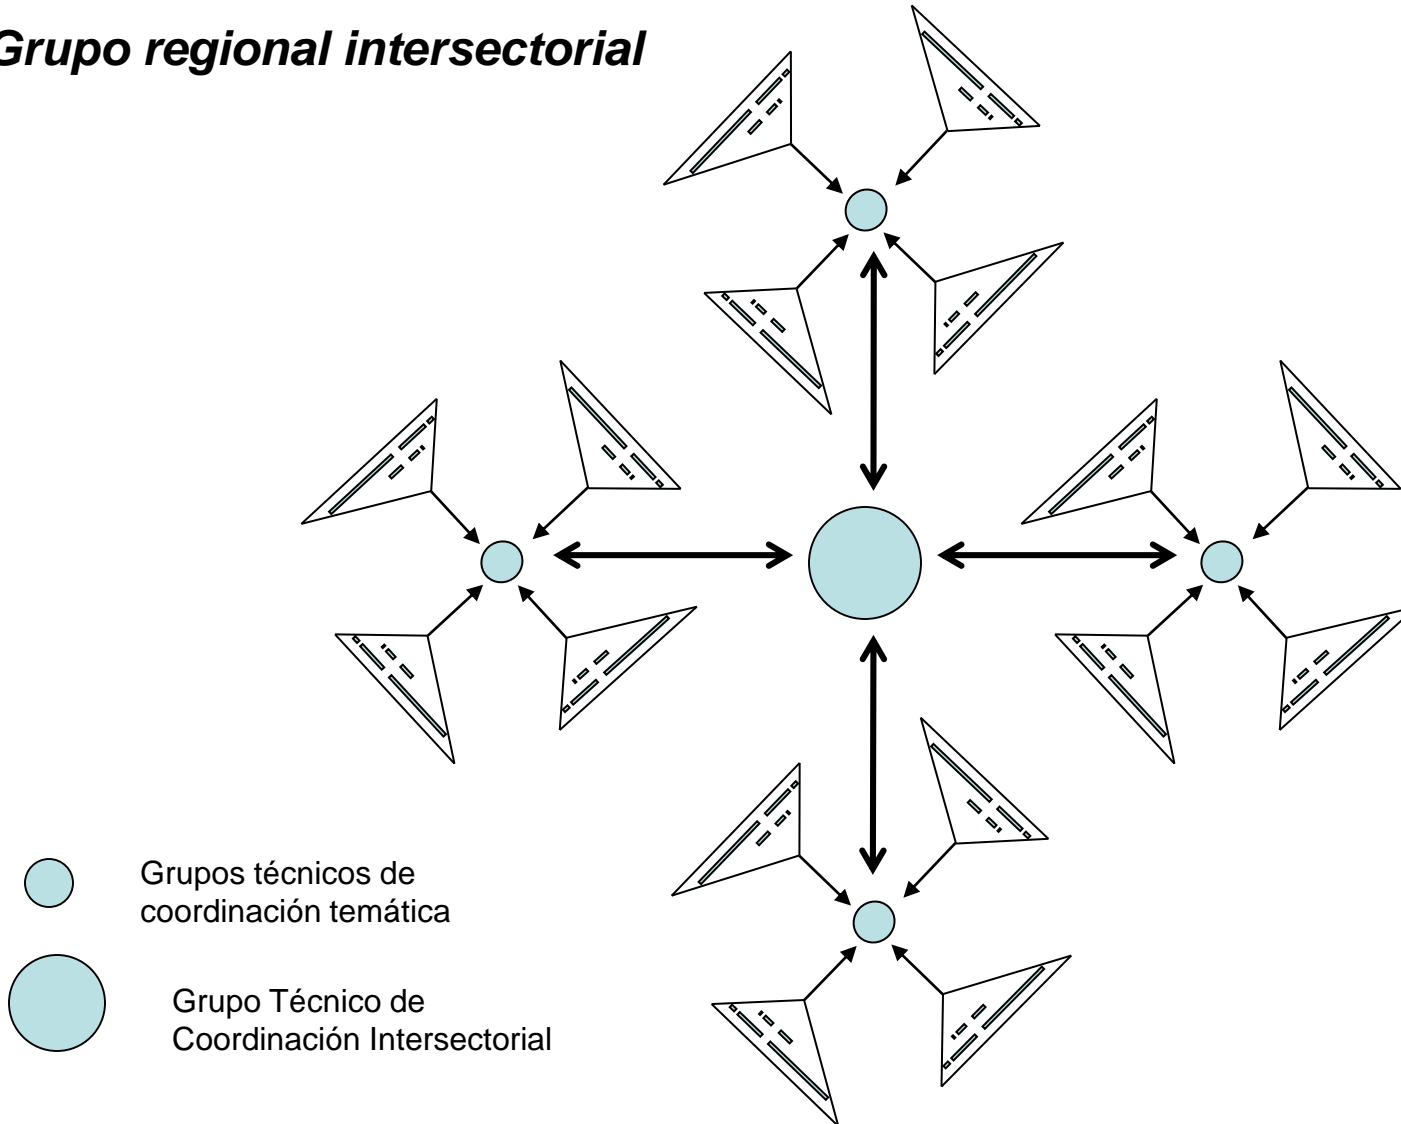 Grupo regional intersectorial
Grupos técnicos de
coordinación temática
Grupo Técnico de
Coordinación Intersectorial